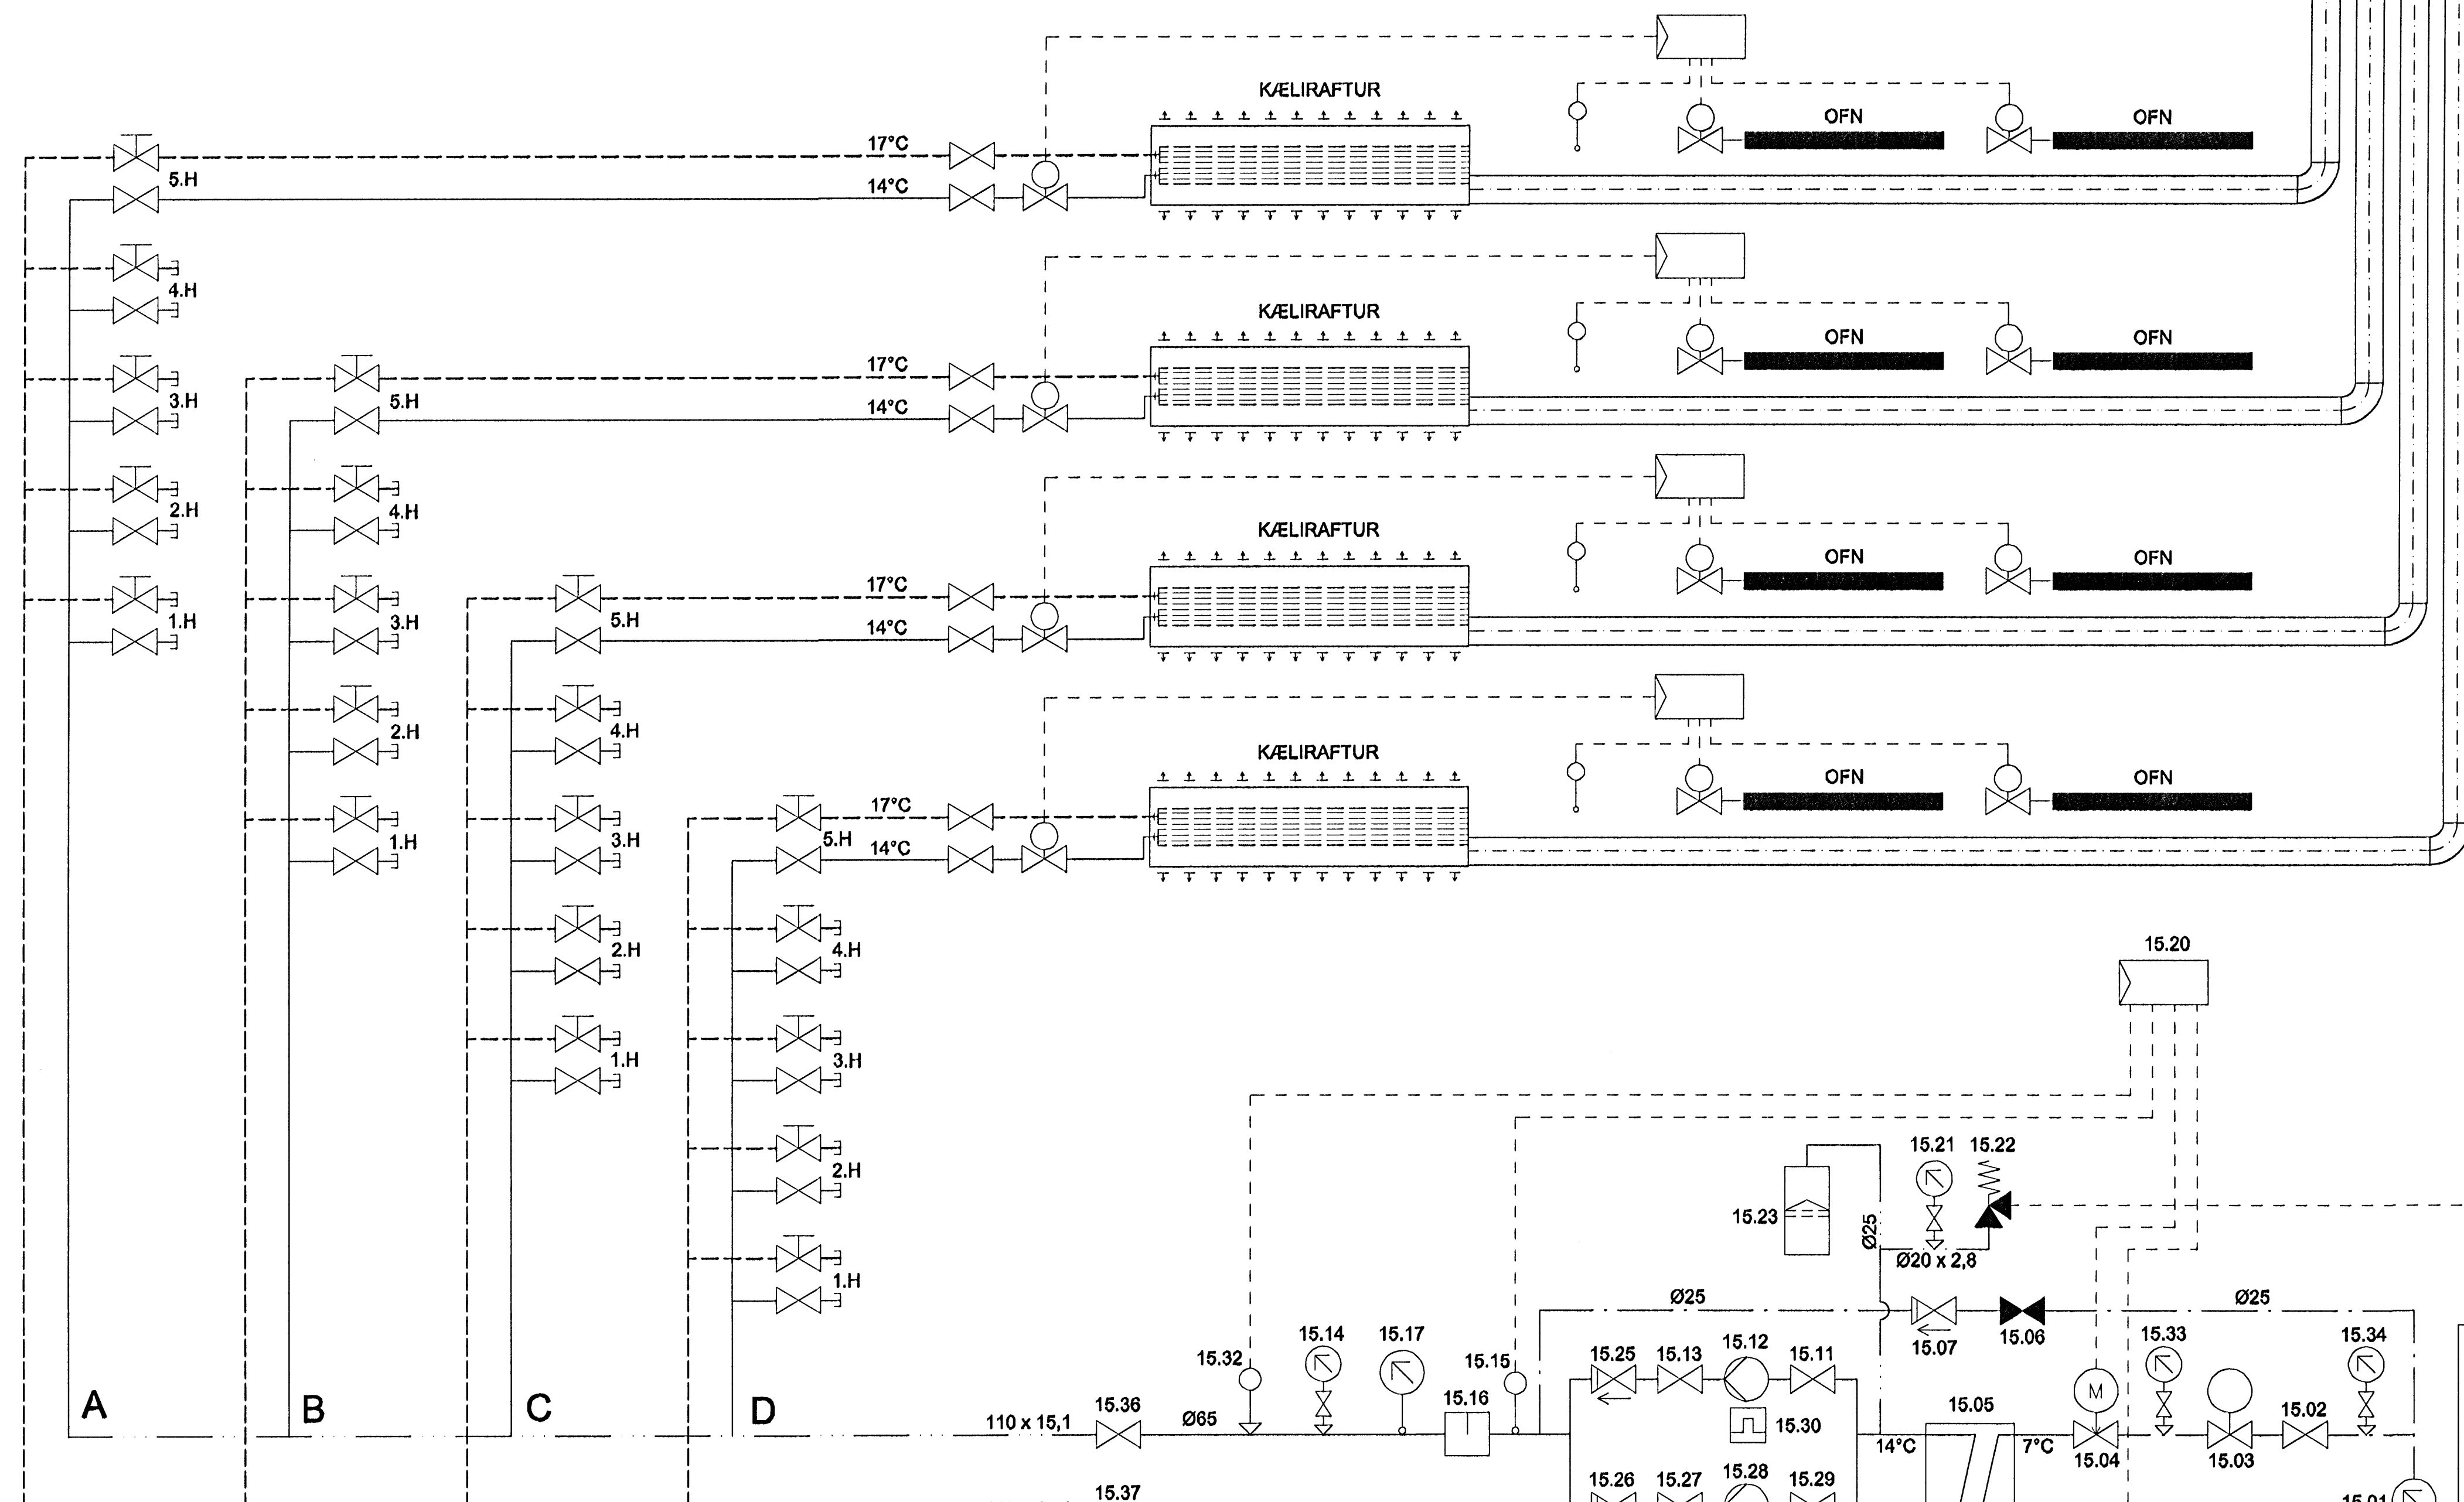 KÆLIRAFTUR
OFN OFN
17°C
5.H
14°C
4.H
KÆLIRAFTUR
OFN OFN
17°C
3.H 5.H
14°C
2.H 4.H
KÆLIRAFTUR
OFN OFN
17°C
1.H 3.H 5.H
14°C
2.H 4.H
KÆLIRAFTUR
OFN OFN
17°C
1.H 3.H 5.H
14°C
2.H 4.H
15.20
1.H 3.H
15.21 15.22
2.H
15.23
Ø25
Ø20 x 2,8
1.H
Ø25 Ø25
15.07 15.06
15.32 15.14 15.17 15.15 15.25 15.13 15.12 15.11 15.33 15.34
A B C D
110 x 15,1
15.36
Ø65
15.16
15.30
15.05
M
15.02
14°C 7°C
15.04 15.03
15.37
15.26 15.27 15.28 15.29
15.01